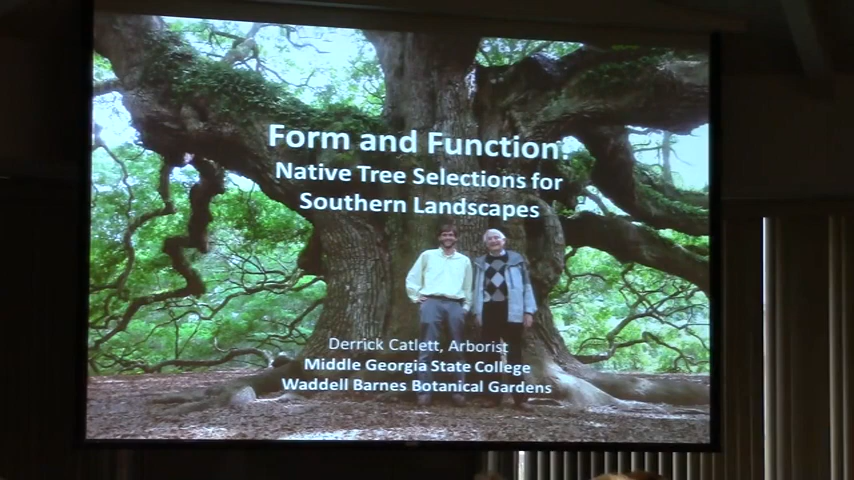 Form and Function:
Native Tree Selections for
Southern Landscapes
Derrick Catlett, Arborist
Middle Georgia State College
Waddell Barnes Botanical Gardens